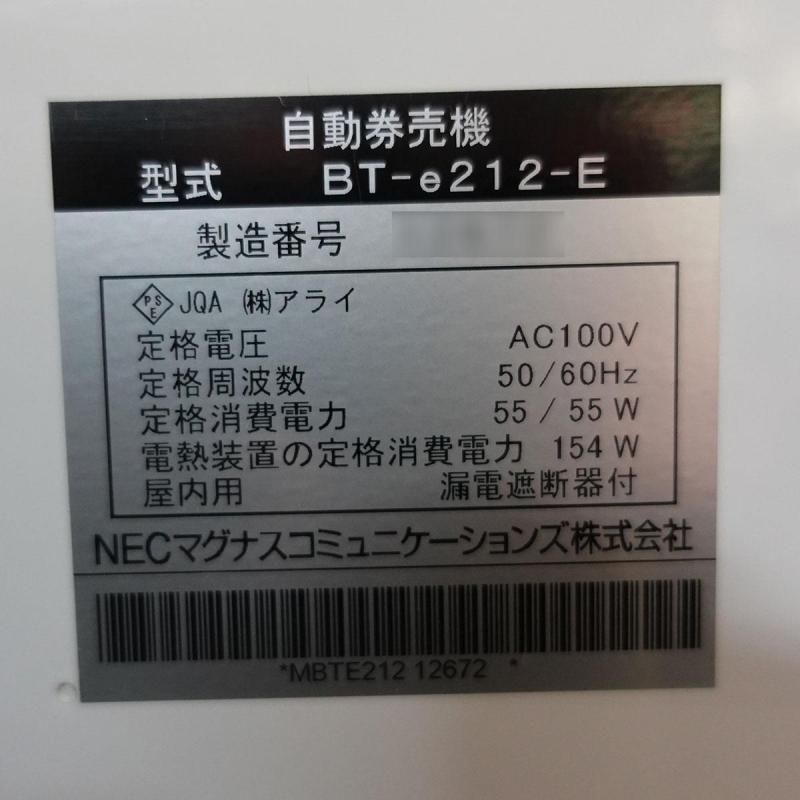 自動券売機
型式 BT-e212-E
製造番号
PSE JQA ㈱アライ
定格電圧 AC100V
定格周波数 50/60Hz
定格消費電力 55/55W
電熱装置の定格消費電力 154W
屋内用 漏電遮断器付
NECマグナスコミュニケーションズ株式会社
*MBTE212 12672 *